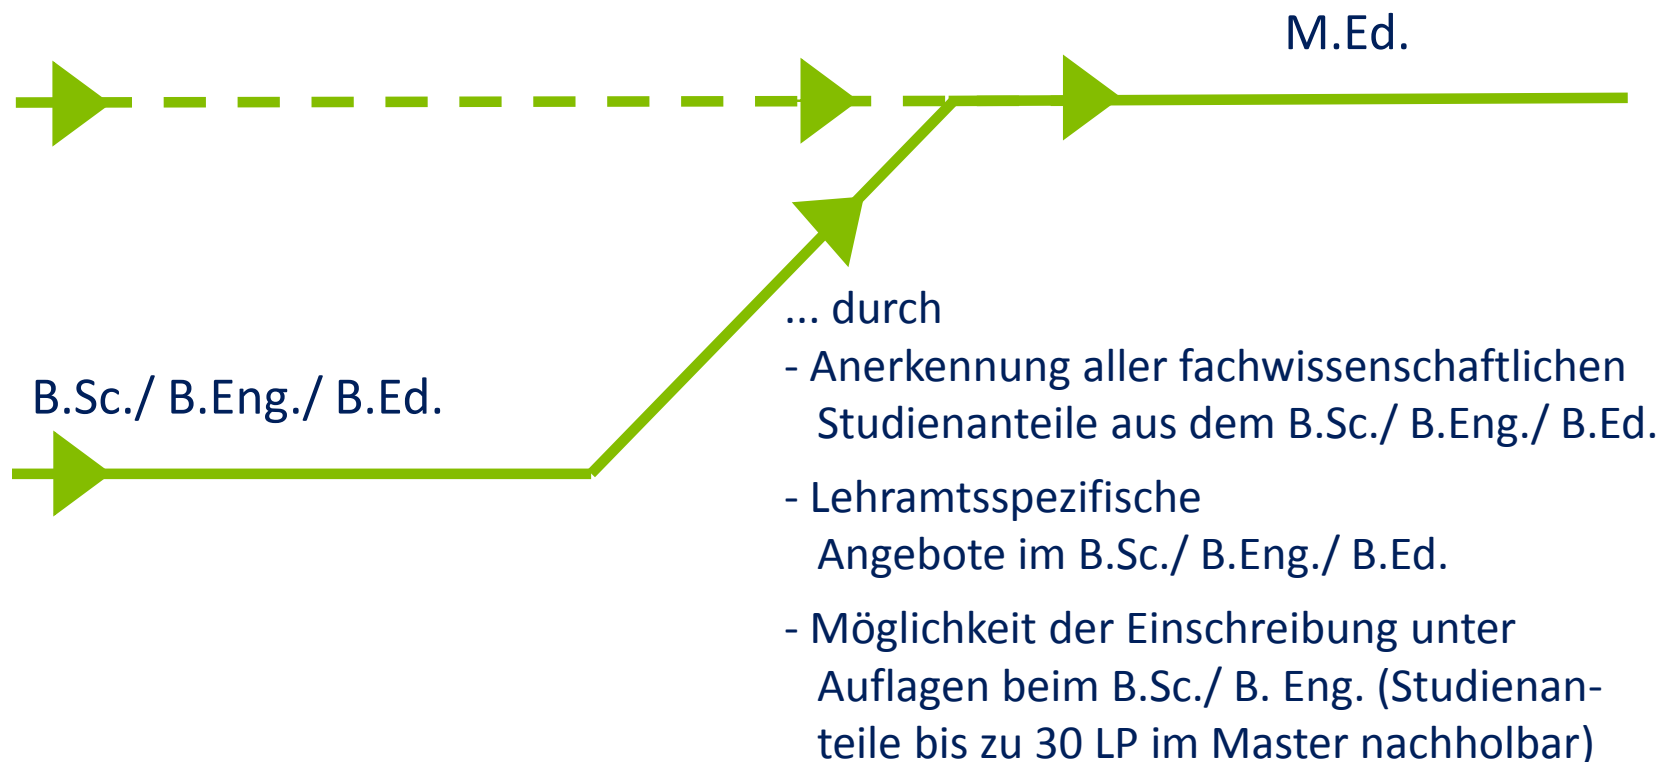 M.Ed.
B.Sc./ B.Eng./ B.Ed.
... durch
- Anerkennung aller fachwissenschaftlichen
Studienanteile aus dem B.Sc./ B.Eng./ B.Ed.
- Lehramtsspezifische
Angebote im B.Sc./ B.Eng./ B.Ed.
- Möglichkeit der Einschreibung unter
Auflagen beim B.Sc./ B. Eng. (Studienan-
teile bis zu 30 LP im Master nachholbar)